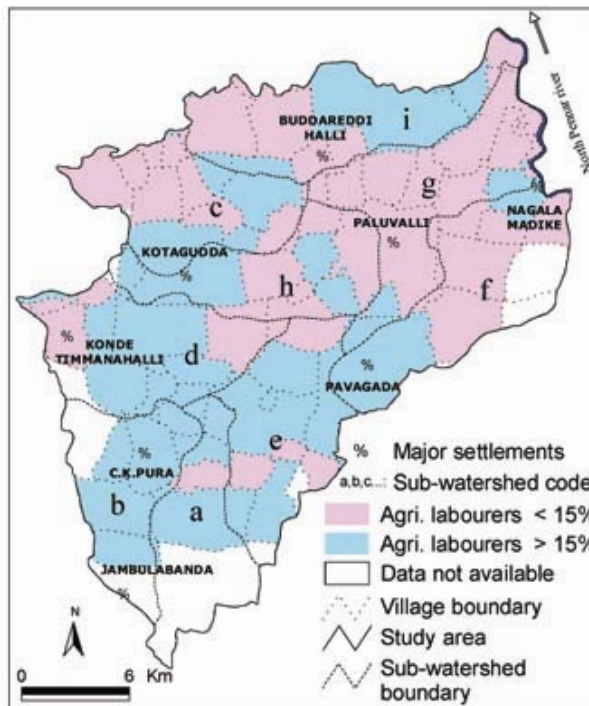 North Pennar river
BUDDAREDDI
HALLI
%
i
g
c
%
NAGALA
MADIKE
PALUVALLI
%
KOTAGUDDA
%
h
f
%
KONDE
TIMMANAHALLI
d
%
PAVAGADA
e
%
C.K.PURA
b
a
JAMBULABANDA
%
N
0 6 Km
% Major settlements
a,b,c... Sub-watershed code
Agri. labourers < 15%
Agri. labourers > 15%
Data not available
Village boundary
Study area
Sub-watershed
boundary